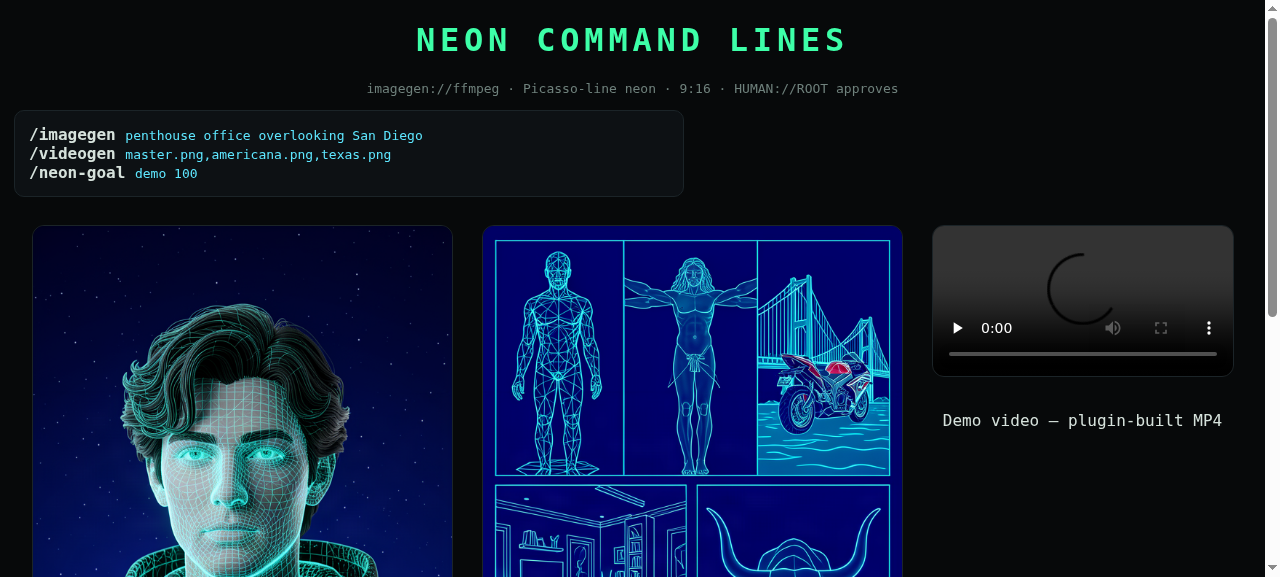 NEON COMMAND LINES
imagegen://ffmpeg · Picasso-line neon · 9:16 · HUMAN://ROOT approves
/imagegen penthouse office overlooking San Diego
/videogen master.png,americana.png,texas.png
/neon-goal demo 100
0:00
Demo video — plugin-built MP4